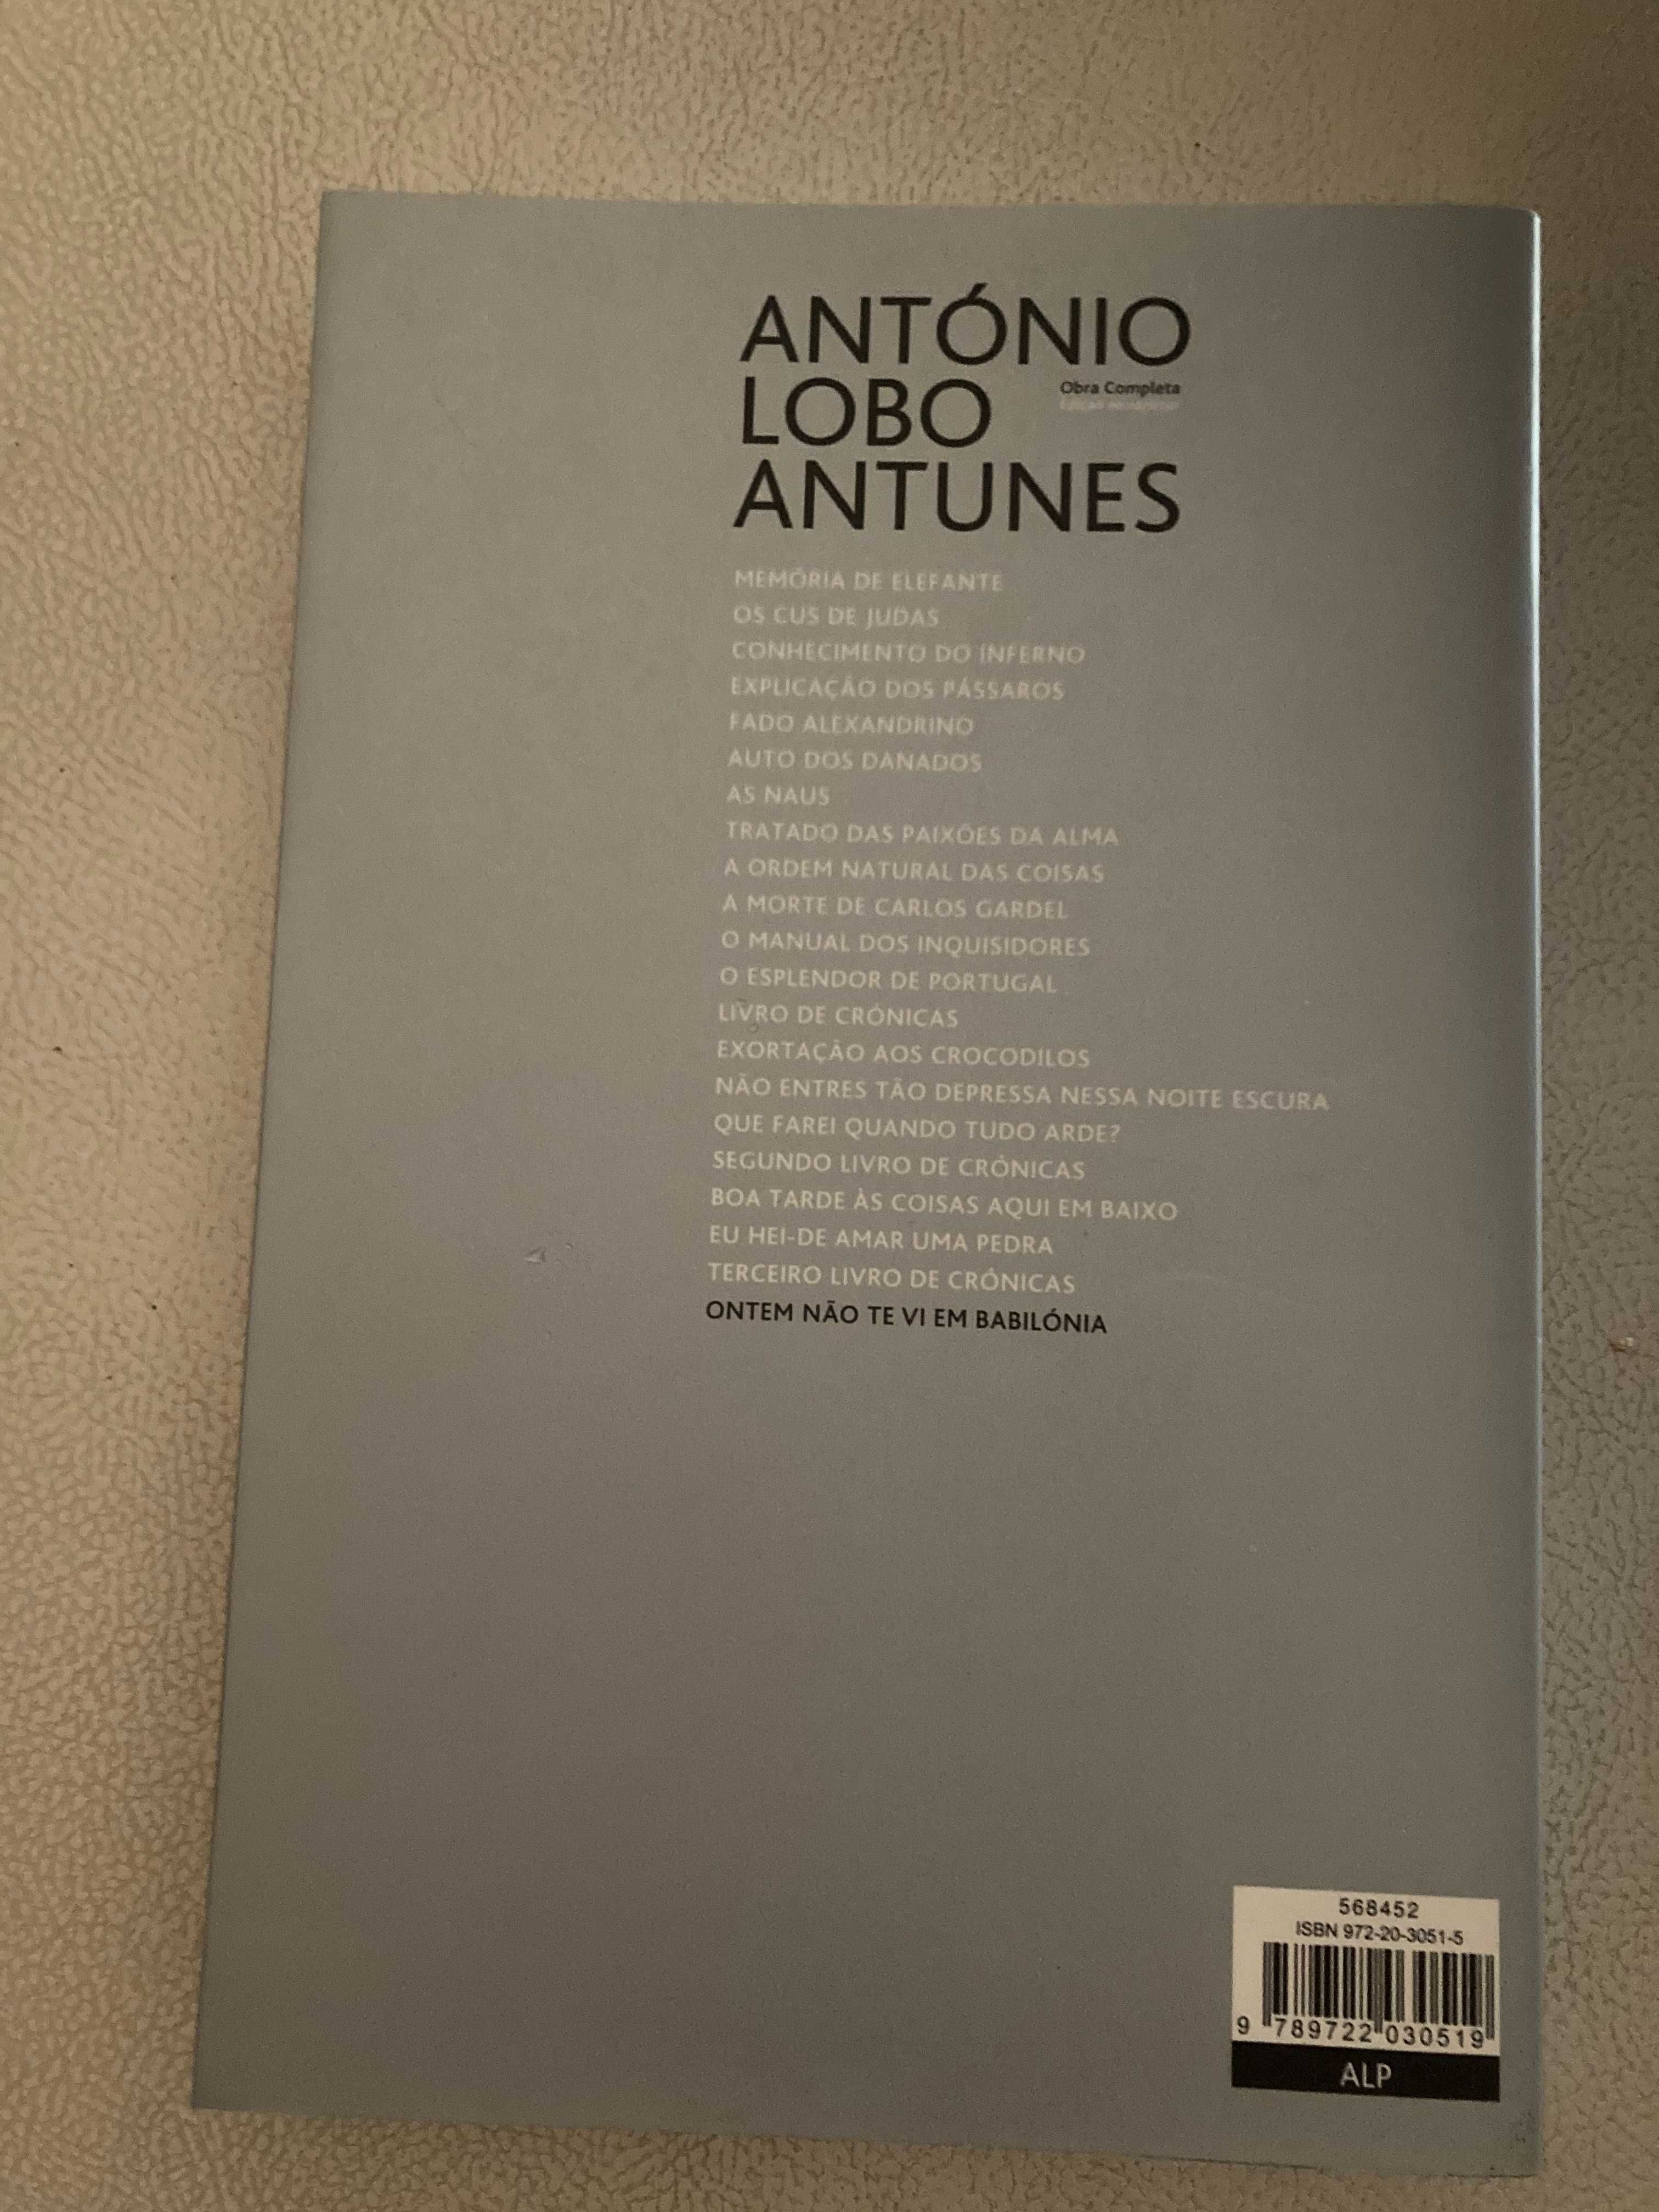 ANTÓNIO
LOBO
Obra Completa
ANTUNES
MEMÓRIA DE ELEFANTE
OS CUS DE JUDAS
CONHECIMENTO DO INFERNO
EXPLICAÇÃO DOS PÁSSAROS
FADO ALEXANDRINO
AUTO DOS DANADOS
AS NAUS
TRATADO DAS PAIXÕES DA ALMA
A ORDEM NATURAL DAS COISAS
A MORTE DE CARLOS GARDEL
O MANUAL DOS INQUISIDORES
O ESPLENDOR DE PORTUGAL
LIVRO DE CRÓNICAS
EXORTAÇÃO AOS CROCODILOS
NÃO ENTRES TÃO DEPRESSA NESSA NOITE ESCURA
QUE FAREI QUANDO TUDO ARDE?
SEGUNDO LIVRO DE CRÓNICAS
BOA TARDE ÀS COISAS AQUI EM BAIXO
EU HEI-DE AMAR UMA PEDRA
TERCEIRO LIVRO DE CRÓNICAS
ONTEM NÃO TE VI EM BABILÓNIA
568452
ISBN 972-20-3051-5
9 789722 030519
ALP